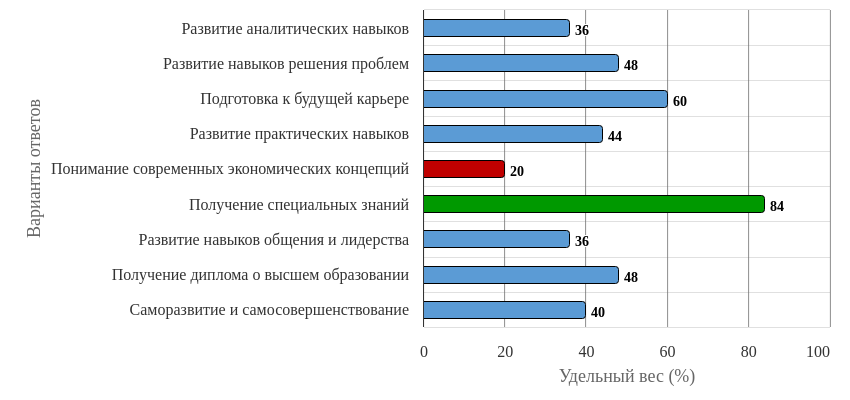 Варианты ответов
Развитие аналитических навыков 36
Развитие навыков решения проблем 48
Подготовка к будущей карьере 60
Развитие практических навыков 44
Понимание современных экономических концепций 20
Получение специальных знаний 84
Развитие навыков общения и лидерства 36
Получение диплома о высшем образовании 48
Саморазвитие и самосовершенствование 40
0 20 40 60 80 100
Удельный вес (%)